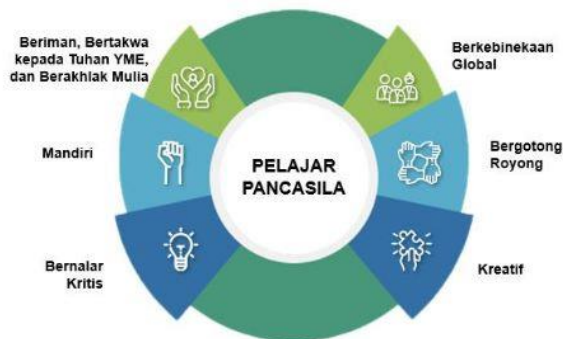 Beriman, Bertakwa
kepada Tuhan YME,
dan Berakhlak Mulia
Berkebinekaan
Global
Mandiri
PELAJAR
PANCASILA
Bergotong
Royong
Bernalar
Kritis
Kreatif